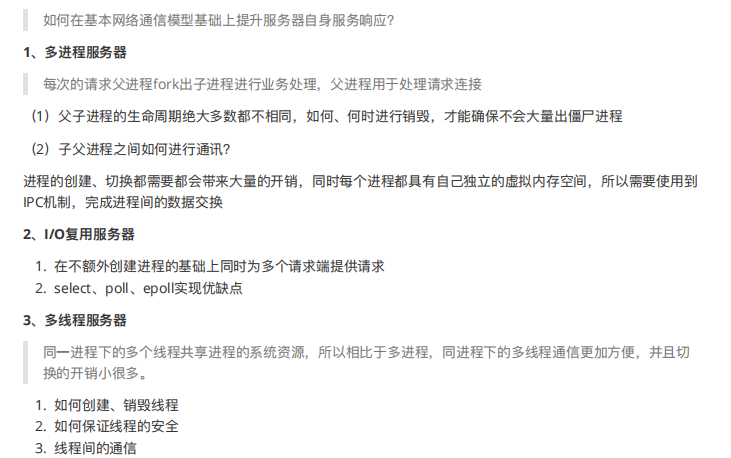 如何在基本网络通信模型基础上提升服务器自身服务响应？
1、多进程服务器
每次的请求父进程fork出子进程进行业务处理，父进程用于处理请求连接
（1）父子进程的生命周期绝大多数都不相同，如何、何时进行销毁，才能确保不会大量出僵尸进程
（2）子父进程之间如何进行通讯？
进程的创建、切换都需要都会带来大量的开销，同时每个进程都具有自己独立的虚拟内存空间，所以需要使用到
IPC机制，完成进程间的数据交换
2、I/O复用服务器
1. 在不额外创建进程的基础上同时为多个请求端提供请求
2. select、poll、epoll实现优缺点
3、多线程服务器
同一进程下的多个线程共享进程的系统资源，所以相比于多进程，同进程下的多线程通信更加方便，并且切
换的开销小很多。
1. 如何创建、销毁线程
2. 如何保证线程的安全
3. 线程间的通信